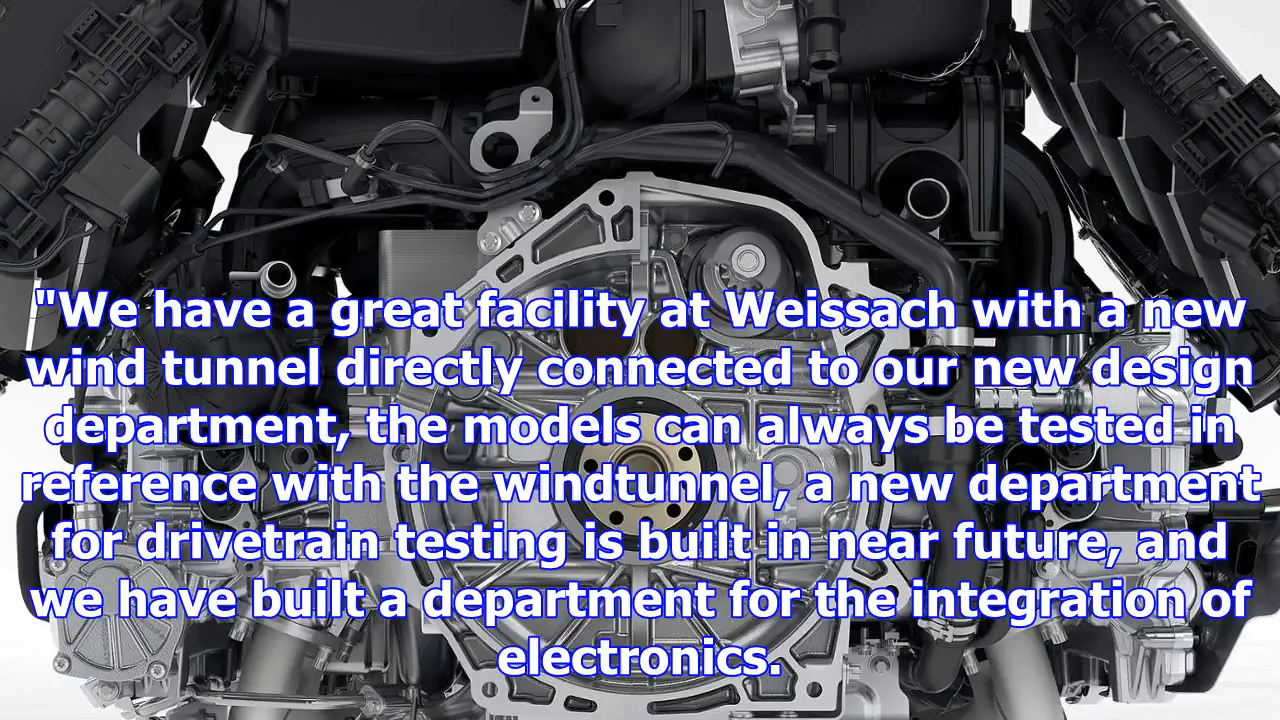 "We have a great facility at Weissach with a new
wind tunnel directly connected to our new design
department, the models can always be tested in
reference with the windtunnel, a new department
for drivetrain testing is built in near future, and
we have built a department for the integration of
electronics.